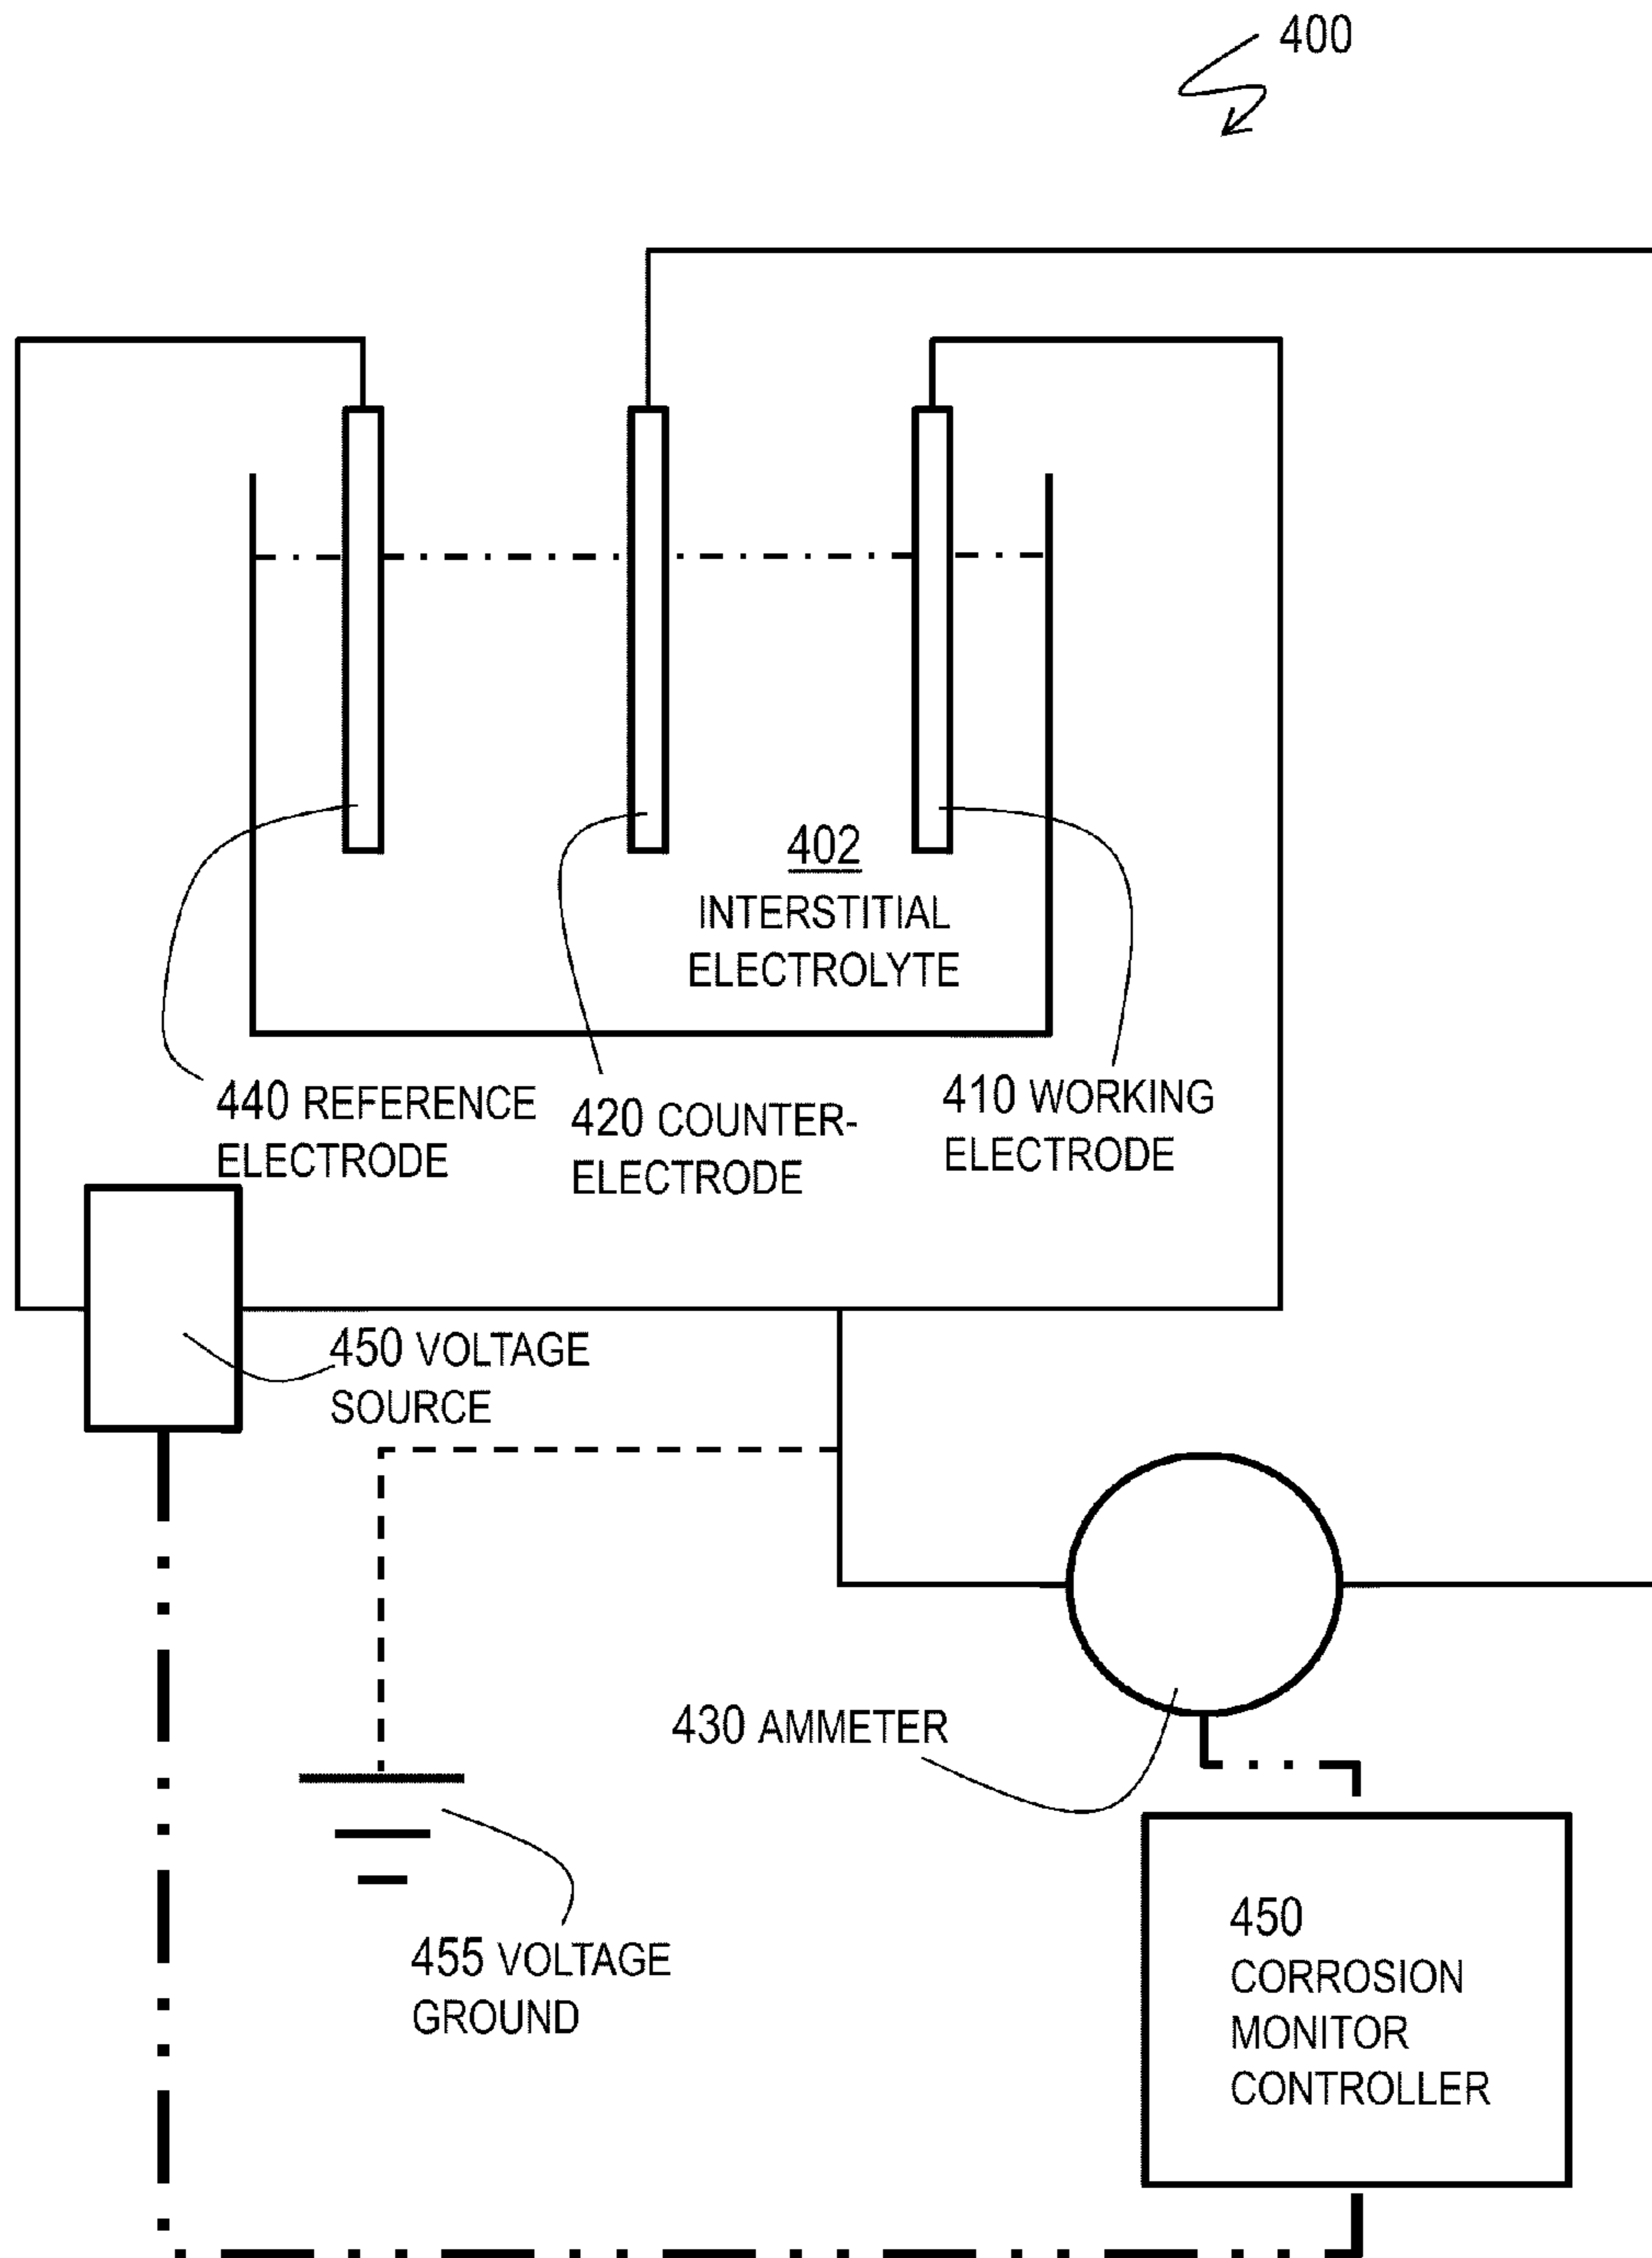 400
402
INTERSTITIAL
ELECTROLYTE
440 REFERENCE
ELECTRODE
420 COUNTER-
ELECTRODE
410 WORKING
ELECTRODE
450 VOLTAGE
SOURCE
430 AMMETER
455 VOLTAGE
GROUND
450
CORROSION
MONITOR
CONTROLLER